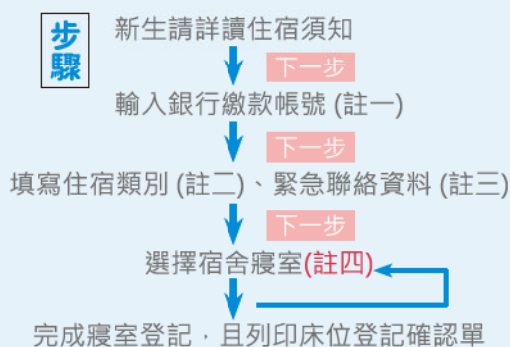 步驟
新生請詳讀住宿須知
下一步
輸入銀行繳款帳號 (註一)
下一步
填寫住宿類別 (註二)、緊急聯絡資料 (註三)
下一步
選擇宿舍寢室(註四)
完成寢室登記，且列印床位登記確認單